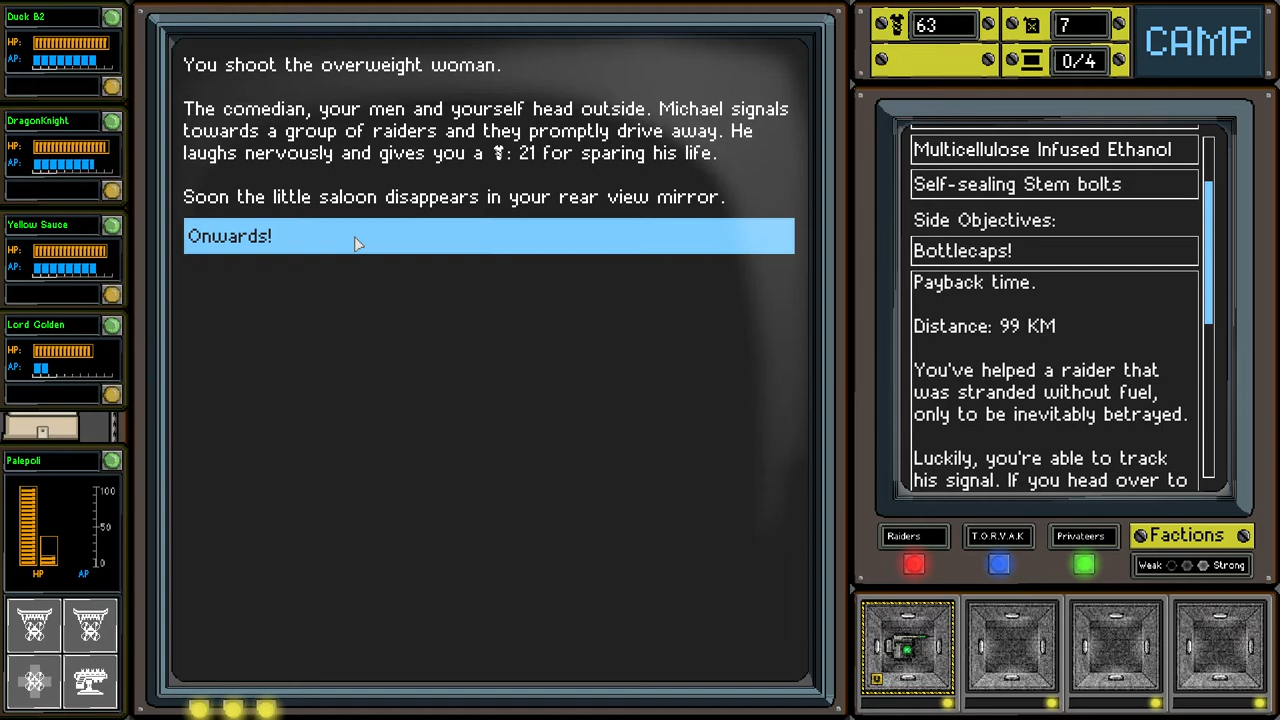 Duck B2
HP:
AP:
DragonKnight
HP:
AP:
Yellow Sauce
HP:
AP:
Lord Golden
HP:
AP:
Palepoli
100
50
0
HP
AP
You shoot the overweight woman.
The comedian, your men and yourself head outside. Michael signals
towards a group of raiders and they promptly drive away. He
laughs nervously and gives you a : 21 for sparing his life.
Soon the little saloon disappears in your rear view mirror.
Onwards!
63
7
0/4
CAMP
Multicellulose Infused Ethanol
Self-sealing Stem bolts
Side Objectives:
Bottlecaps!
Payback time.
Distance: 99 KM
You've helped a raider that
was stranded without fuel,
only to be inevitably betrayed.
Luckily, you're able to track
his signal. If you head over to
Raiders
T.O.R.V.A.K
Privateers
Factions
Weak
Strong